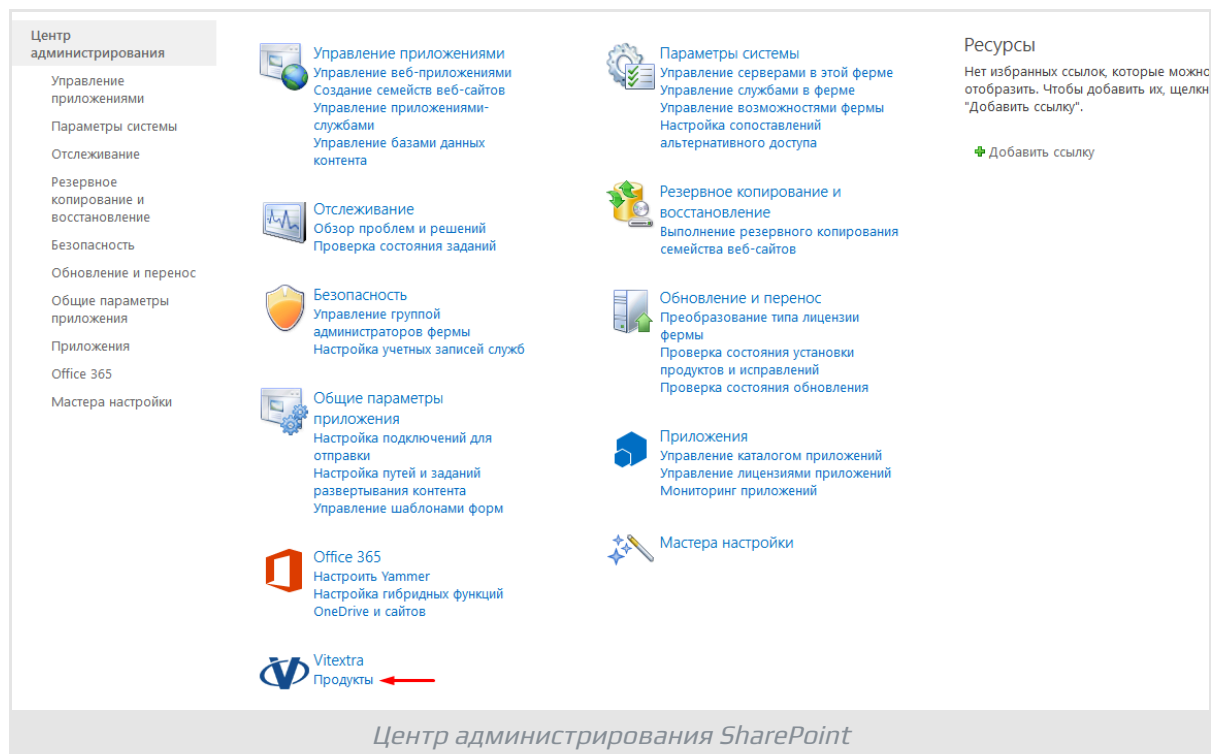 Центр
администрирования
Управление
приложениями
Параметры системы
Отслеживание
Резервное
копирование и
восстановление
Безопасность
Обновление и перенос
Общие параметры
приложения
Приложения
Office 365
Мастера настройки
Управление приложениями
Управление веб-приложениями
Создание семейств веб-сайтов
Управление приложениями-
службами
Управление базами данных
контента
Отслеживание
Обзор проблем и решений
Проверка состояния заданий
Безопасность
Управление группой
администраторов фермы
Настройка учетных записей служб
Общие параметры
приложения
Настройка подключений для
отправки
Настройка путей и заданий
развертывания контента
Управление шаблонами форм
Office 365
Настроить Yammer
Настройка гибридных функций
OneDrive и сайтов
Vitextra
Продукты
Параметры системы
Управление серверами в этой ферме
Управление службами в ферме
Управление возможностями фермы
Настройка сопоставлений
альтернативного доступа
Резервное копирование и
восстановление
Выполнение резервного копирования
семейства веб-сайтов
Обновление и перенос
Преобразование типа лицензии
фермы
Проверка состояния установки
продуктов и исправлений
Проверка состояния обновления
Приложения
Управление каталогом приложений
Управление лицензиями приложений
Мониторинг приложений
Мастера настройки
Ресурсы
Нет избранных ссылок, которые можно
отобразить. Чтобы добавить их, щелкн
"Добавить ссылку".
Добавить ссылку
Центр администрирования SharePoint